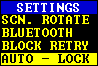 SETTINGS
SCN. ROTATE
BLUETOOTH
BLOCK RETRY
AUTO - LOCK